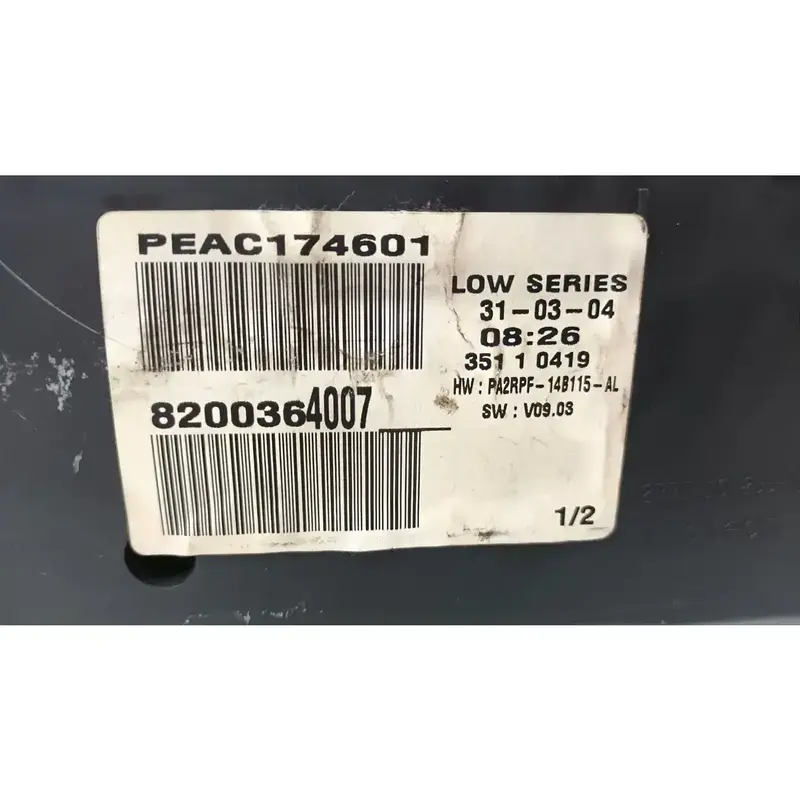 PEAC174601
LOW SERIES
31-03-04
08:26
351 1 0419
HW : PA2RPF-14B115-AL
SW : V09.03
8200364007
1/2